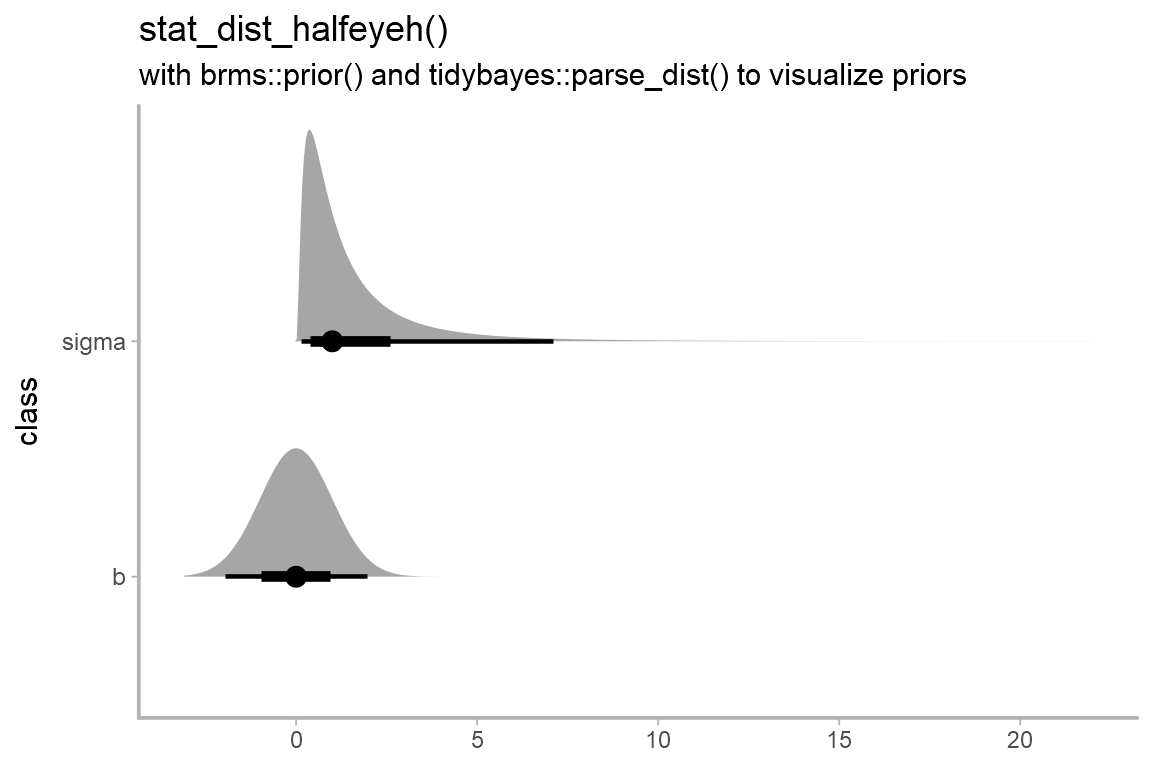 stat_dist_halfeyeh()
with brms::prior() and tidybayes::parse_dist() to visualize priors
sigma
class
b
0 5 10 15 20